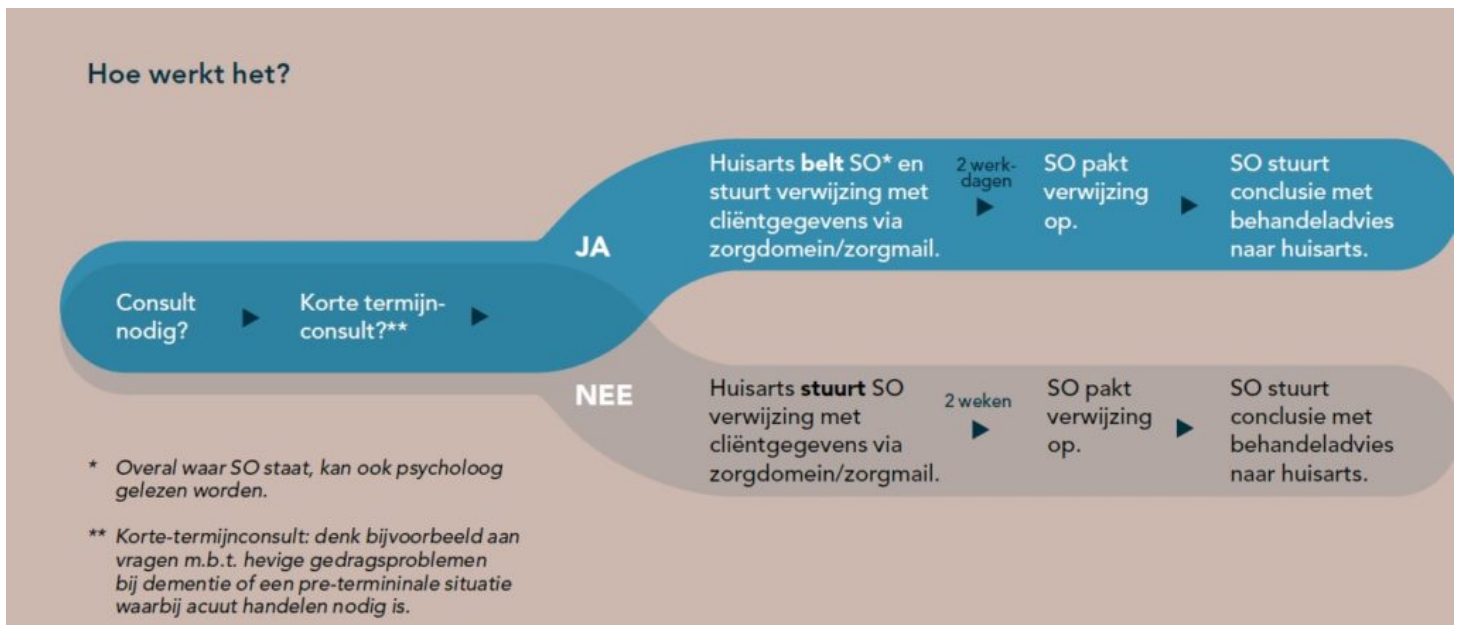 Hoe werkt het?
Consult
nodig?
Korte termijn-
consult?**
JA
Huisarts belt SO* en
stuurt verwijzing met
cliëntgegevens via
zorgdomein/zorgmail.
2 werk-
dagen
SO pakt
verwijzing
op.
SO stuurt
conclusie met
behandeladvies
naar huisarts.
NEE
Huisarts stuurt SO
verwijzing met
cliëntgegevens via
zorgdomein/zorgmail.
2 weken
SO pakt
verwijzing
op.
SO stuurt
conclusie met
behandeladvies
naar huisarts.
* Overal waar SO staat, kan ook psycholoog
gelezen worden.
** Korte-termijnconsult: denk bijvoorbeeld aan
vragen m.b.t. hevige gedragsproblemen
bij dementie of een pre-termininale situatie
waarbij acuut handelen nodig is.